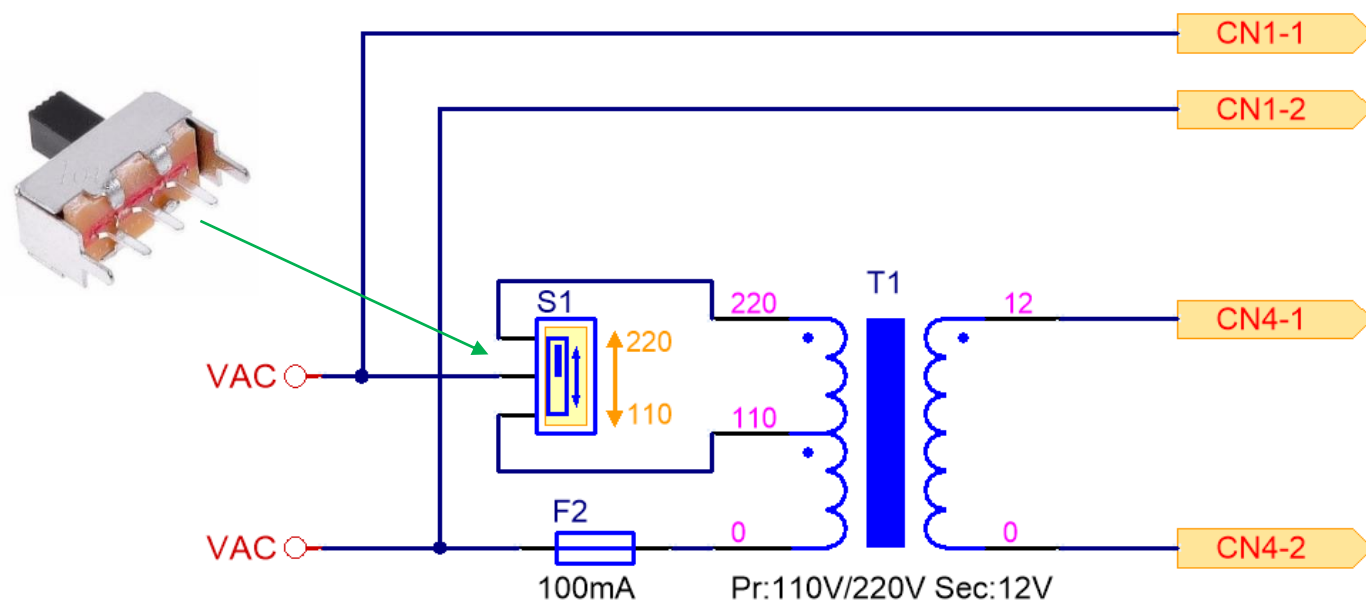 CN1-1
CN1-2
T1
S1
220
12
CN4-1
220
VAC
110
110
F2
0
0
VAC
CN4-2
100mA
Pr:110V/220V Sec:12V